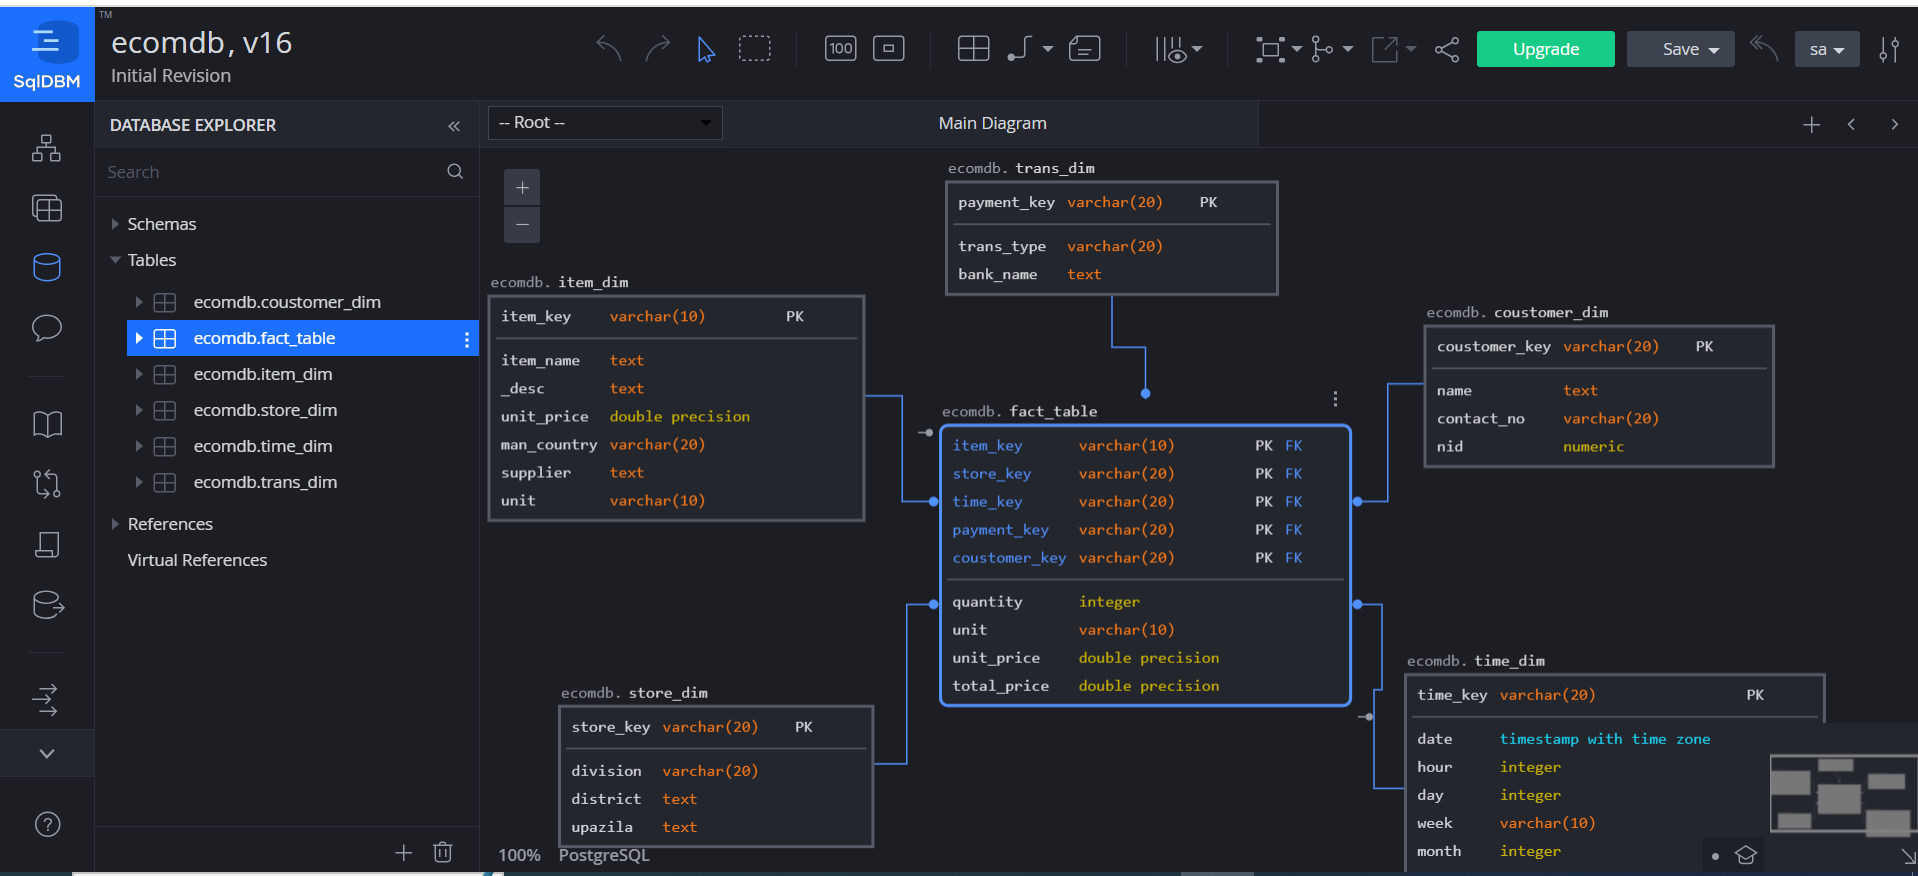 TM
SqlDBM
ecomdb, v16
Initial Revision
100
Upgrade
Save
sa
DATABASE EXPLORER
Search
Schemas
Tables
ecomdb.coustomer_dim
ecomdb.fact_table
ecomdb.item_dim
ecomdb.store_dim
ecomdb.time_dim
ecomdb.trans_dim
References
Virtual References
-- Root --
Main Diagram
ecomdb. trans_dim
payment_key varchar(20) PK
trans_type varchar(20)
bank_name text
ecomdb. item_dim
item_key varchar(10) PK
item_name text
_desc text
unit_price double precision
man_country varchar(20)
supplier text
unit varchar(10)
ecomdb. coustomer_dim
coustomer_key varchar(20) PK
name text
contact_no varchar(20)
nid numeric
ecomdb. fact_table
item_key varchar(10) PK FK
store_key varchar(20) PK FK
time_key varchar(20) PK FK
payment_key varchar(20) PK FK
coustomer_key varchar(20) PK FK
quantity integer
unit varchar(10)
unit_price double precision
total_price double precision
ecomdb. store_dim
store_key varchar(20) PK
division varchar(20)
district text
upazila text
ecomdb. time_dim
time_key varchar(20) PK
date timestamp with time zone
hour integer
day integer
week varchar(10)
month integer
100% PostgreSQL